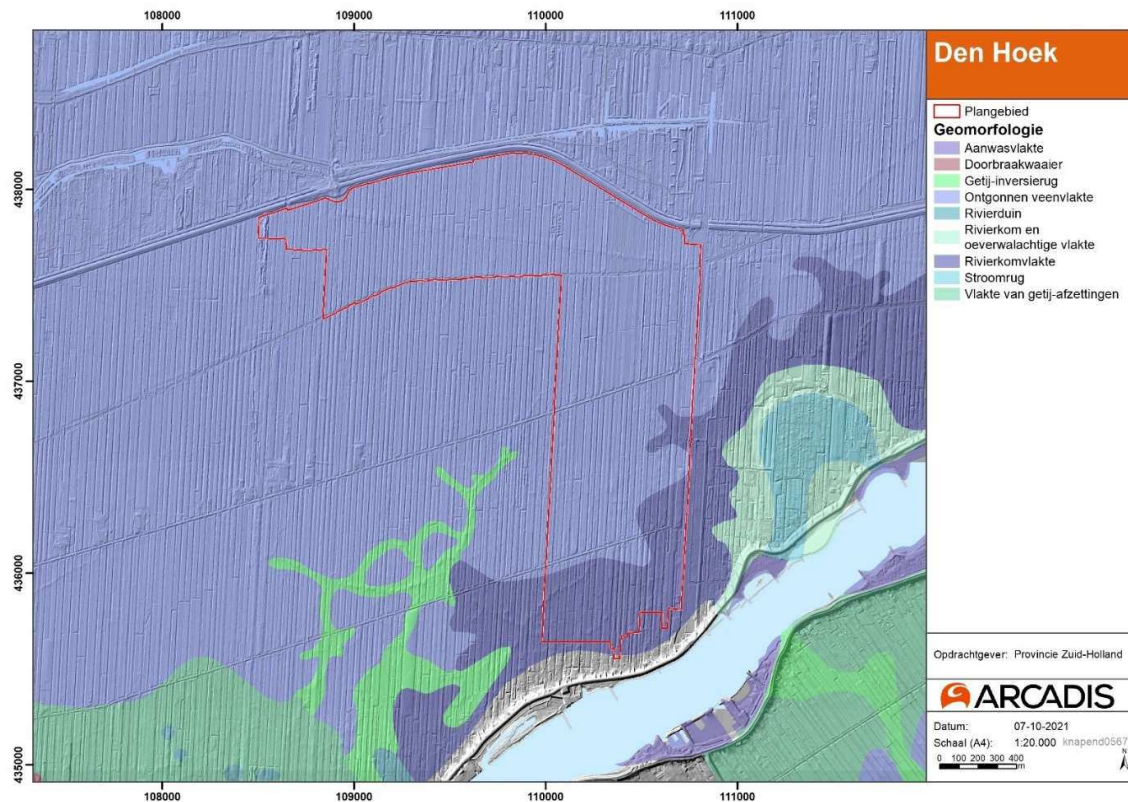 108000 109000 110000 111000
438000
437000
436000
435000
108000 109000 110000 111000
Den Hoek
Plangebied
Geomorfologie
Aanwasvlakte
Doorbraakwaaier
Getij-inversierug
Ontgonnen veenvlakte
Rivierduin
Rivierkom en
oeverwalachtige vlakte
Rivierkomvlakte
Stroomrug
Vlakte van getij-afzettingen
Opdrachtgever: Provincie Zuid-Holland
ARCADIS
Datum: 07-10-2021
Schaal (A4): 1:20.000 knapend0567
0 100 200 300 400
m
N